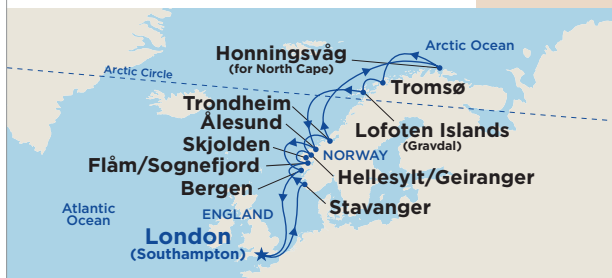 Honningsvåg
(for North Cape)
Arctic Ocean
Arctic Circle
Tromsø
Trondheim
Ålesund
Lofoten Islands
(Gravdal)
Skjolden
NORWAY
Flåm/Sognefjord
Hellesylt/Geiranger
Bergen
Stavanger
Atlantic
Ocean
ENGLAND
London
(Southampton)